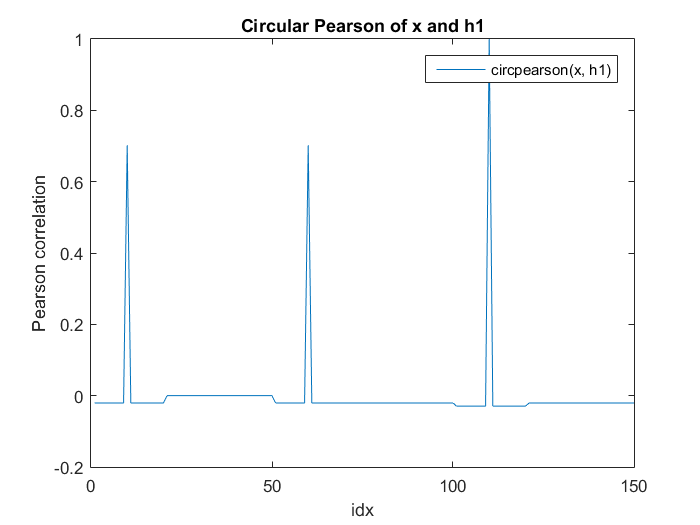 Circular Pearson of x and h1
circpearson(x, h1)
1
0.8
0.6
0.4
0.2
0
-0.2
Pearson correlation
0 50 100 150
idx